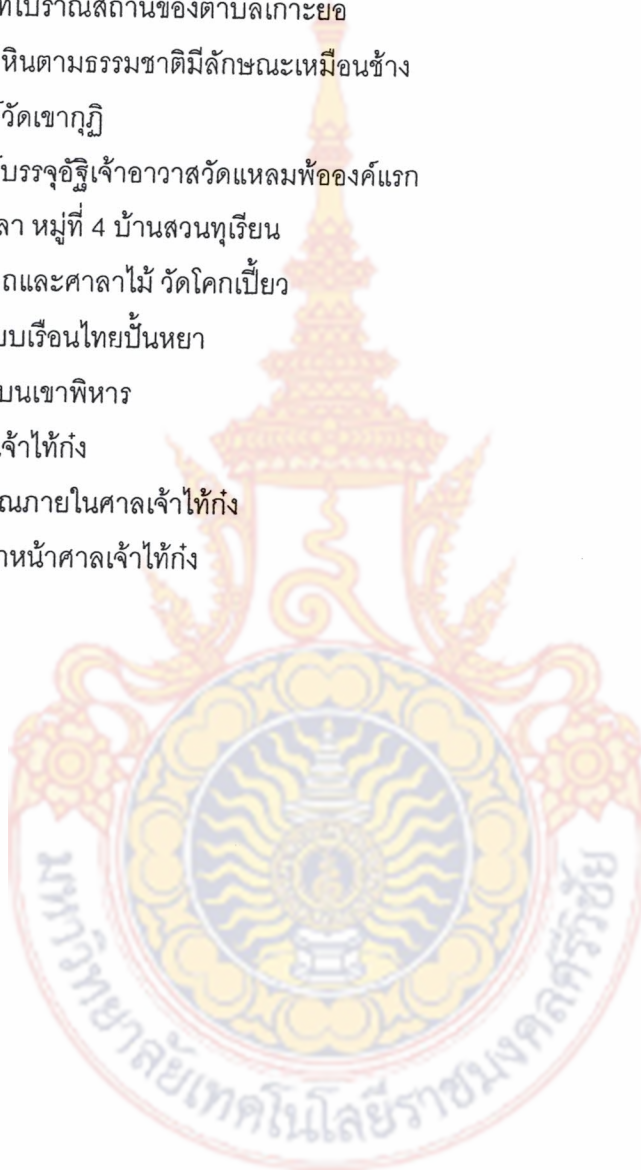 ที่โบราณสถานของตำบลเกาะยอ
หินตามธรรมชาติมีลักษณะเหมือนช้าง
วัดเขากุฏิ
บรรจุอัฐิเจ้าอาวาสวัดแหลมพ้อองค์แรก
ลา หมู่ที่ 4 บ้านสวนทุเรียน
ถและศาลาไม้ วัดโคกเปี้ยว
บบเรือนไทยปั้นหยา
บนเขาพิหาร
เจ้าไท้ก๋ง
ณภายในศาลเจ้าไท้ก๋ง
าหน้าศาลเจ้าไท้ก๋ง
มหาวิทยาลัยเทคโนโลยีราชมงคลศรีวิชัย